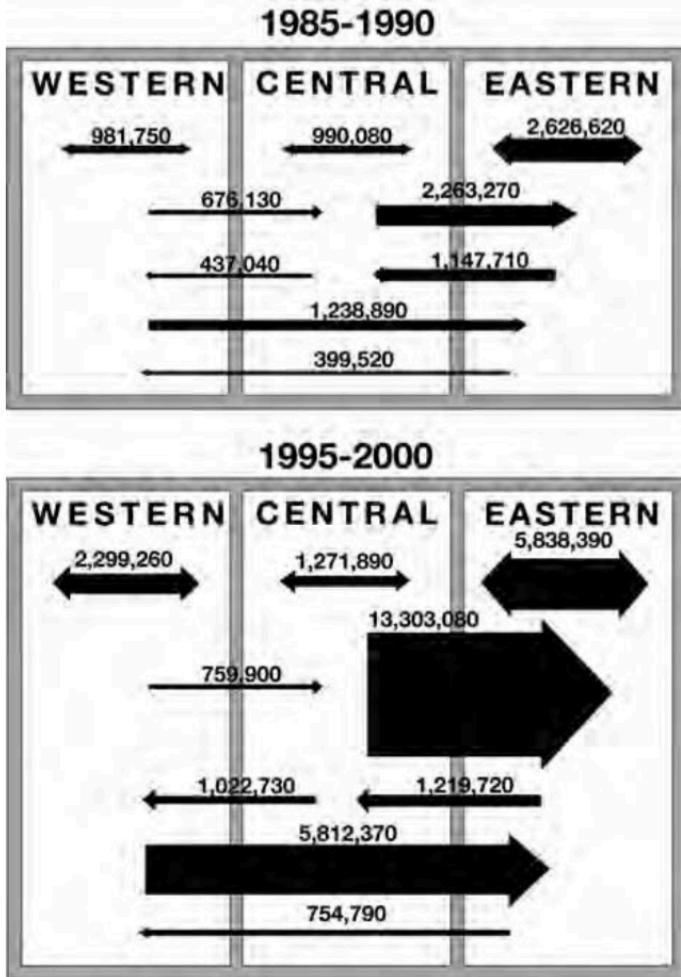 1985-1990
WESTERN CENTRAL EASTERN
981,750 990,080 2,626,620
676,130 2,263,270
437,040 1,147,710
1,238,890
399,520
1995-2000
WESTERN CENTRAL EASTERN
2,299,260 1,271,890 5,838,390
13,303,080
759,900
1,022,730 1,219,720
5,812,370
754,790